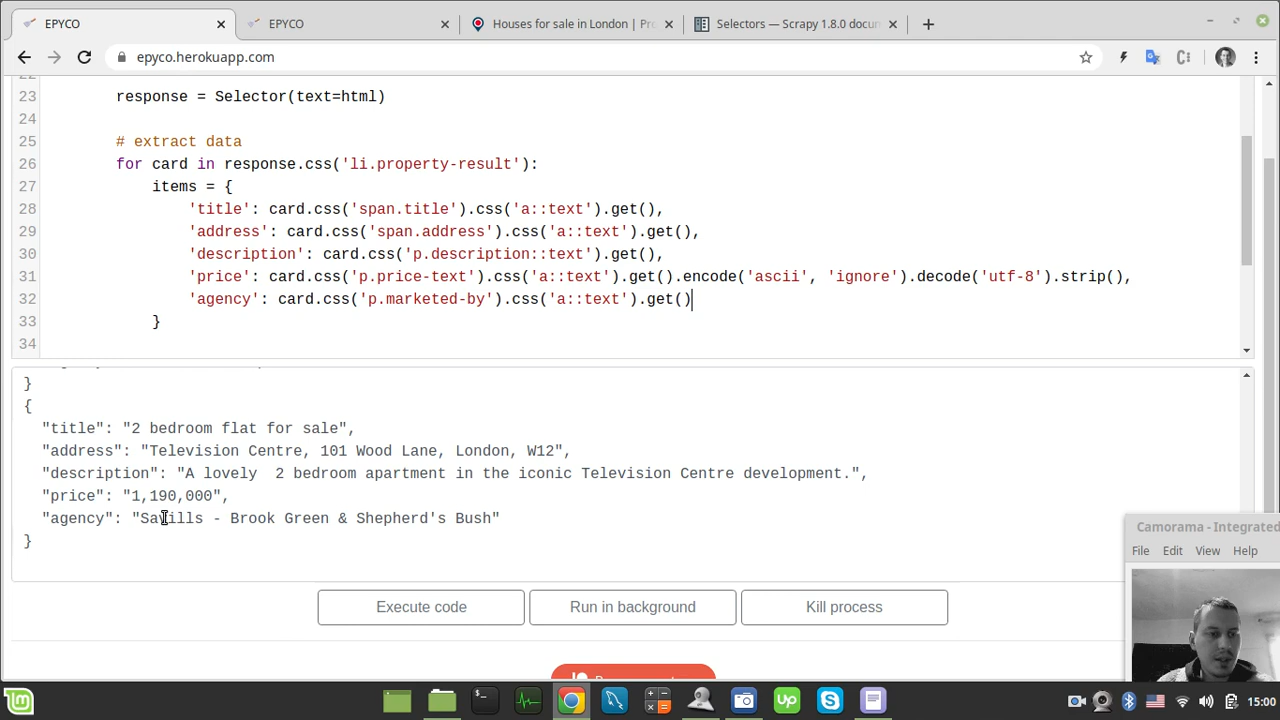 EPYCO
EPYCO
Houses for sale in London | Pr
Selectors — Scrapy 1.8.0 docu
epyco.herokuapp.com
22
23 response = Selector(text=html)
24
25 # extract data
26 for card in response.css('li.property-result'):
27 items = {
28 'title': card.css('span.title').css('a::text').get(),
29 'address': card.css('span.address').css('a::text').get(),
30 'description': card.css('p.description::text').get(),
31 'price': card.css('p.price-text').css('a::text').get().encode('ascii', 'ignore').decode('utf-8').strip(),
32 'agency': card.css('p.marketed-by').css('a::text').get()
33 }
34
}
{
"title": "2 bedroom flat for sale",
"address": "Television Centre, 101 Wood Lane, London, W12",
"description": "A lovely  2 bedroom apartment in the iconic Television Centre development.",
"price": "1,190,000",
"agency": "Savills - Brook Green & Shepherd's Bush"
}
Camorama - Integrated
File Edit View Help
Execute code
Run in background
Kill process
Up
15:00